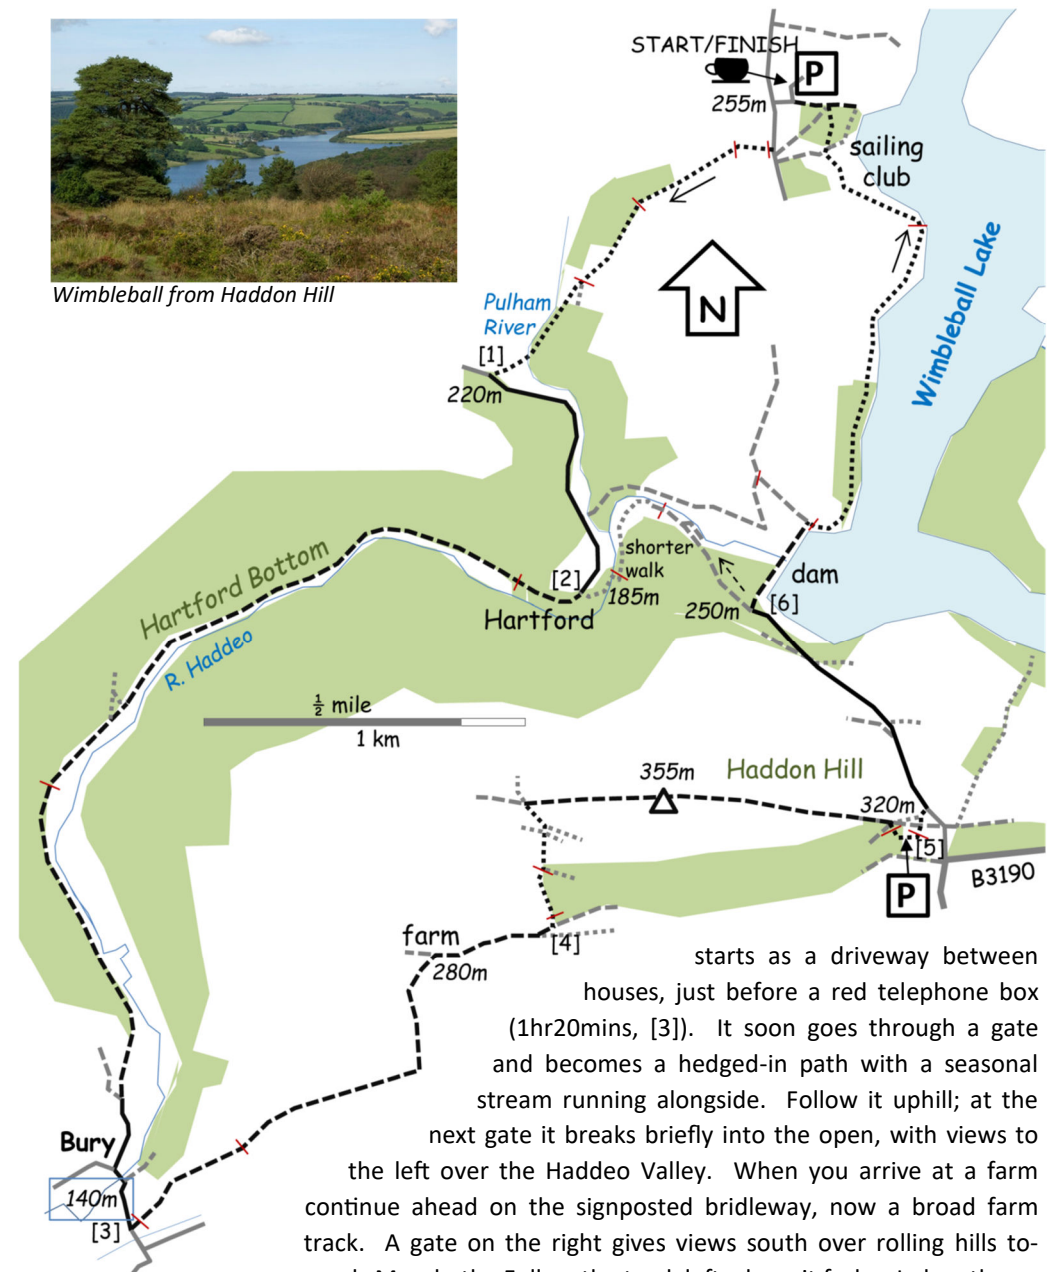 START/FINISH
P
255m
sailing
club
Wimbleball from Haddon Hill
Pulham
River
N
Wimbleball Lake
[1]
220m
Hartford Bottom
R. Haddeo
shorter
walk
[2]
185m
Hartford
dam
250m
[6]
½ mile
1 km
355m
Haddon Hill
320m
[5]
B3190
P
farm
280m
[4]
Bury
140m
[3]
starts as a driveway between
houses, just before a red telephone box
(1hr20mins, [3]). It soon goes through a gate
and becomes a hedged-in path with a seasonal
stream running alongside. Follow it uphill; at the
next gate it breaks briefly into the open, with views to
the left over the Haddeo Valley. When you arrive at a farm
continue ahead on the signposted bridleway, now a broad farm
track. A gate on the right gives views south over rolling hills to-